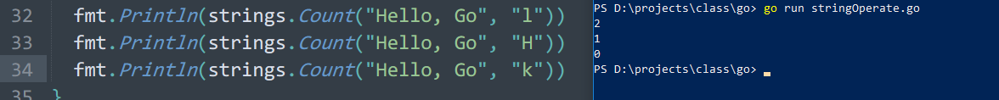 32 fmt.Println(strings.Count("Hello, Go", "l"))
33 fmt.Println(strings.Count("Hello, Go", "H"))
34 fmt.Println(strings.Count("Hello, Go", "k"))
35 }
PS D:\projects\class\go> go run stringOperate.go
2
1
0
PS D:\projects\class\go>